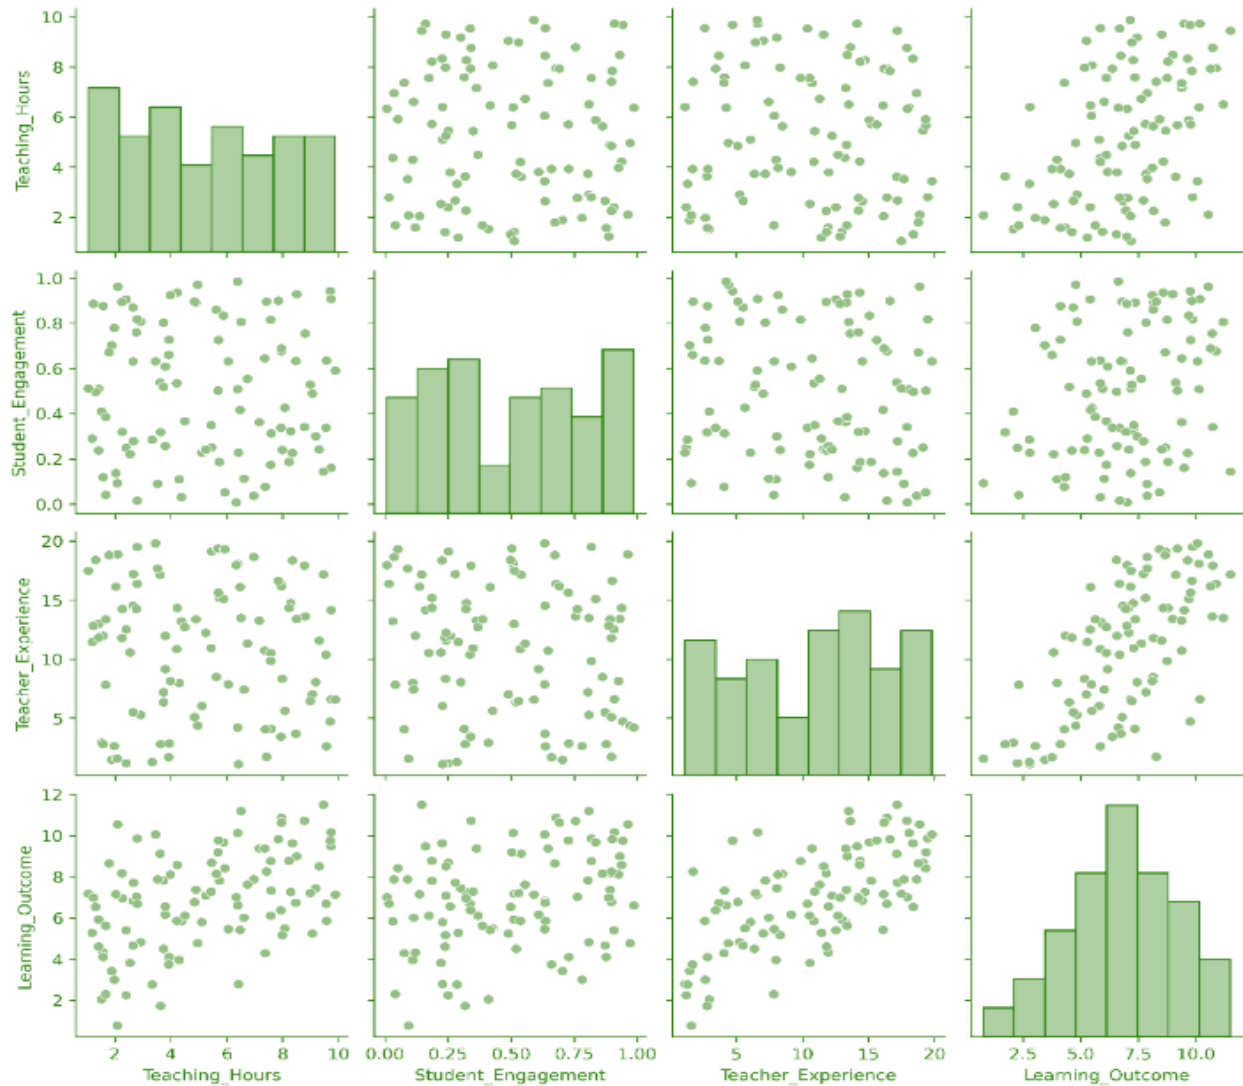 10
8
6
4
2
Teaching_Hours
1.0
0.8
0.6
0.4
0.2
0.0
Student_Engagement
20
15
10
5
Teacher_Experience
12
10
8
6
4
2
Learning_Outcome
2 4 6 8 10
Teaching_Hours
0.00 0.25 0.50 0.75 1.00
Student_Engagement
5 10 15 20
Teacher_Experience
2.5 5.0 7.5 10.0
Learning_Outcome